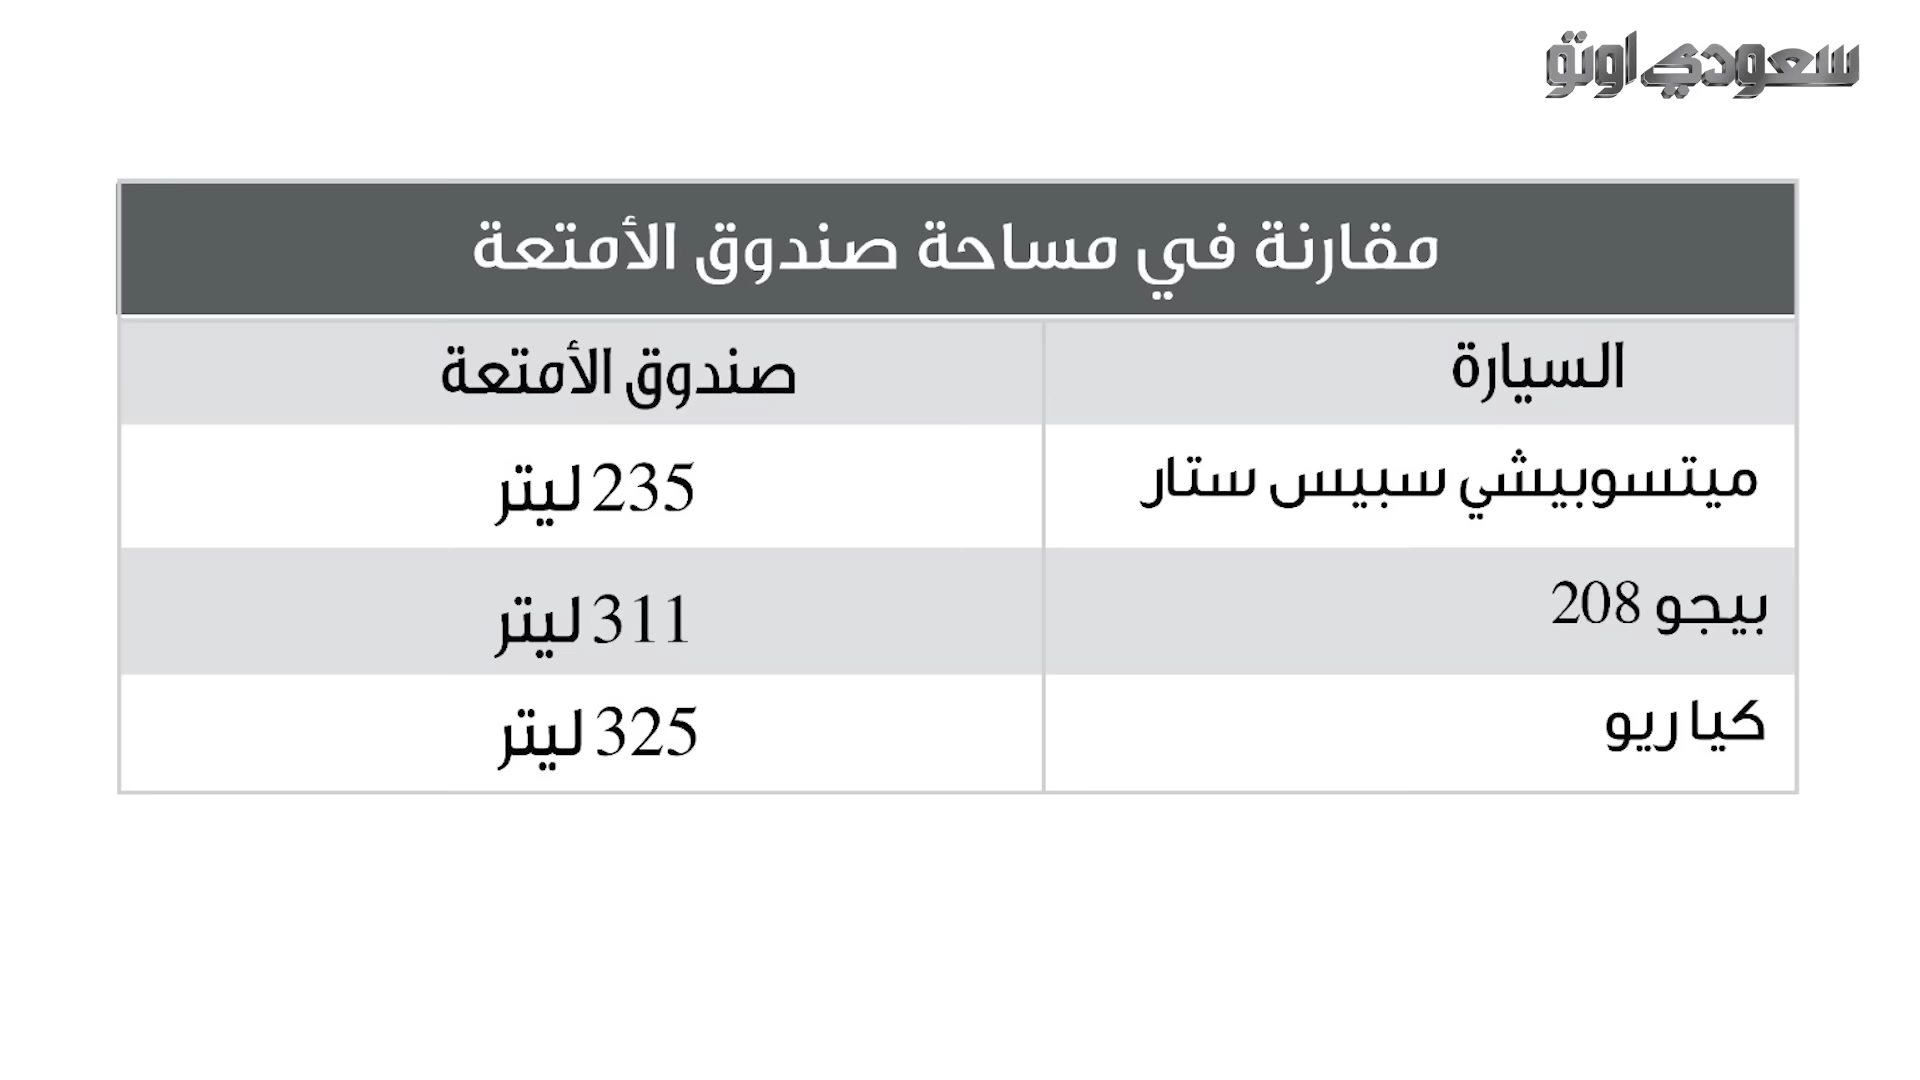 سعودي اوتو
مقارنة في مساحة صندوق الأمتعة
السيارة صندوق الأمتعة
ميتسوبيشي سبيس ستار 235 ليتر
بيجو 208 311 ليتر
كيا ريو 325 ليتر